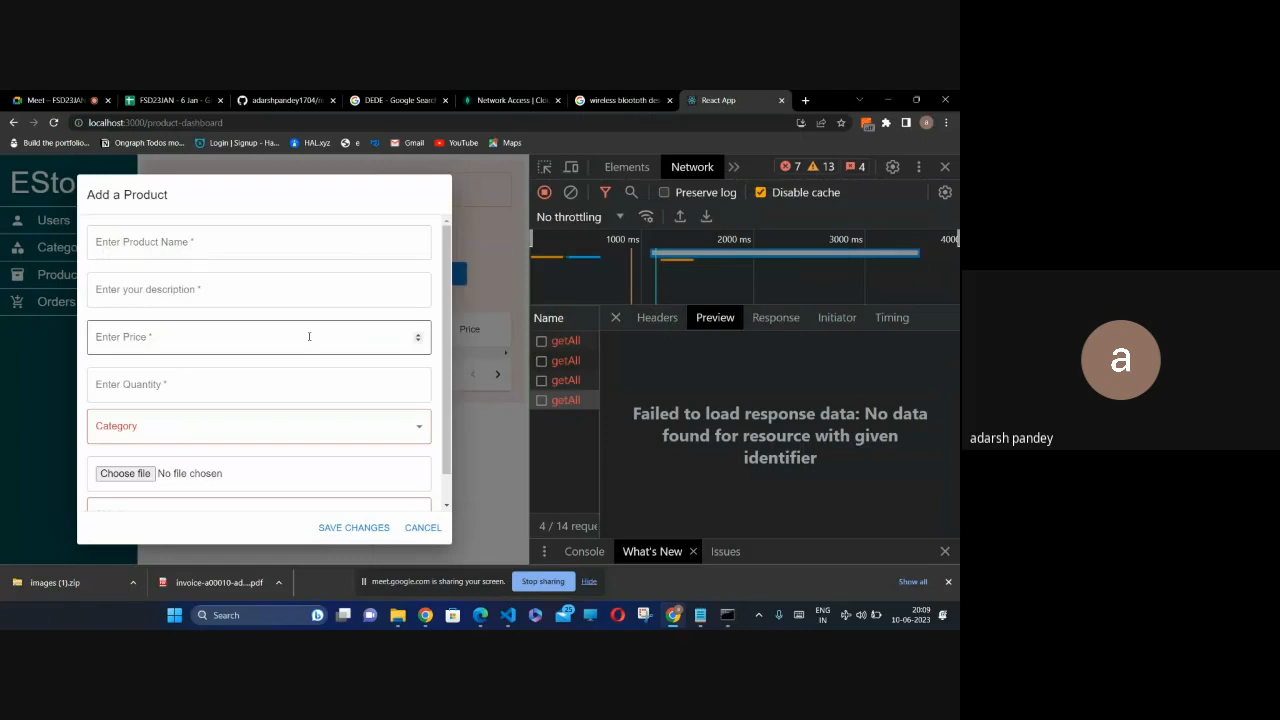 Meet – FSD23JAN
FSD23JAN - 6 Jan - G
adarshpandey1704/r
DEDE - Google Searc
Network Access | Clo
wireless bloototh de
React App
localhost:3000/product-dashboard
Build the portfolio...
Ongraph Todos mo...
Login | Signup - Ha...
HAL.xyz
e
Gmail
YouTube
Maps
ESto
Users
Catego
Produc
Orders
Add a Product
Enter Product Name *
Enter your description *
Enter Price *
Enter Quantity *
Category
Choose file No file chosen
SAVE CHANGES CANCEL
Price
Elements Network 7 13 4
Preserve log Disable cache
No throttling
1000 ms 2000 ms 3000 ms 4000
Name Headers Preview Response Initiator Timing
getAll
getAll
getAll
getAll
Failed to load response data: No data
found for resource with given
identifier
4 / 14 reque
Console What's New Issues
images (1).zip
invoice-a00010-ad....pdf
meet.google.com is sharing your screen. Stop sharing Hide
Show all
Search
25
ENG
IN
20:09
10-06-2023
a
adarsh pandey